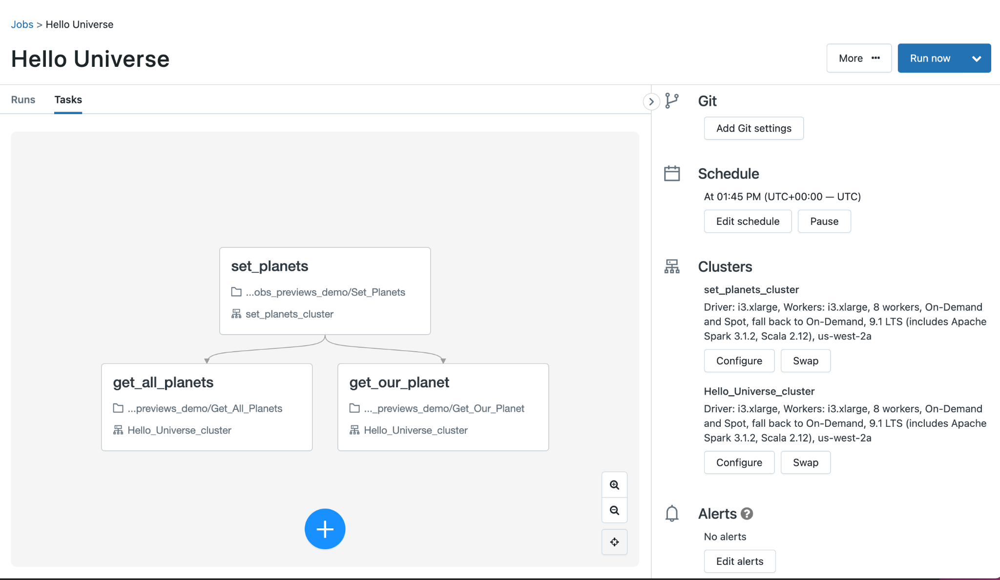 Jobs > Hello Universe
Hello Universe
More ···
Run now
Runs
Tasks
set_planets
...obs_previews_demo/Set_Planets
set_planets_cluster
get_all_planets
...previews_demo/Get_All_Planets
Hello_Universe_cluster
get_our_planet
..._previews_demo/Get_Our_Planet
Hello_Universe_cluster
Git
Add Git settings
Schedule
At 01:45 PM (UTC+00:00 — UTC)
Edit schedule
Pause
Clusters
set_planets_cluster
Driver: i3.xlarge, Workers: i3.xlarge, 8 workers, On-Demand
and Spot, fall back to On-Demand, 9.1 LTS (includes Apache
Spark 3.1.2, Scala 2.12), us-west-2a
Configure
Swap
Hello_Universe_cluster
Driver: i3.xlarge, Workers: i3.xlarge, 8 workers, On-Demand
and Spot, fall back to On-Demand, 9.1 LTS (includes Apache
Spark 3.1.2, Scala 2.12), us-west-2a
Configure
Swap
Alerts ?
No alerts
Edit alerts